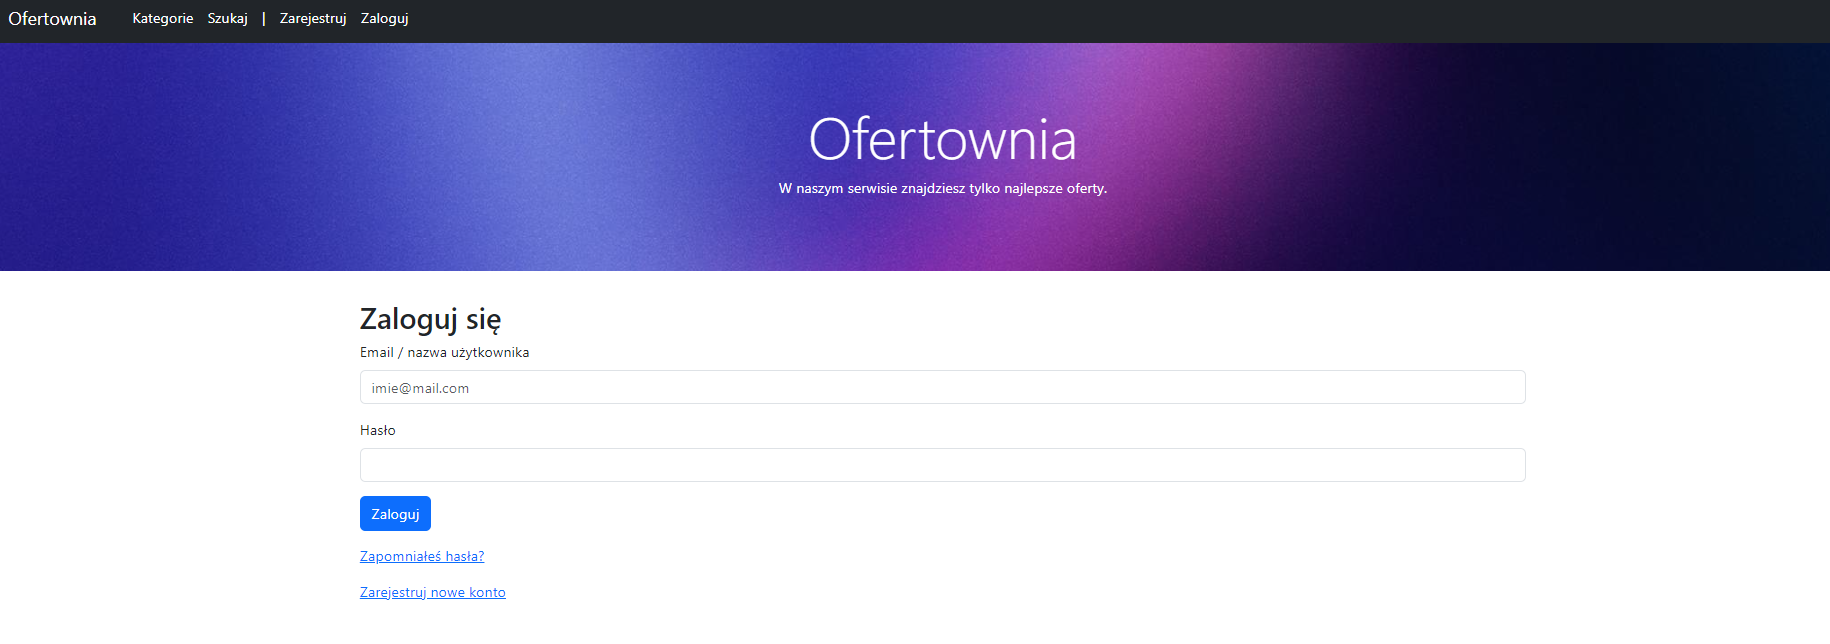 Ofertownia Kategorie Szukaj | Zarejestruj Zaloguj
Ofertownia
W naszym serwisie znajdziesz tylko najlepsze oferty.
Zaloguj się
Email / nazwa użytkownika
imie@mail.com
Hasło
Zaloguj
Zapomniałeś hasła?
Zarejestruj nowe konto